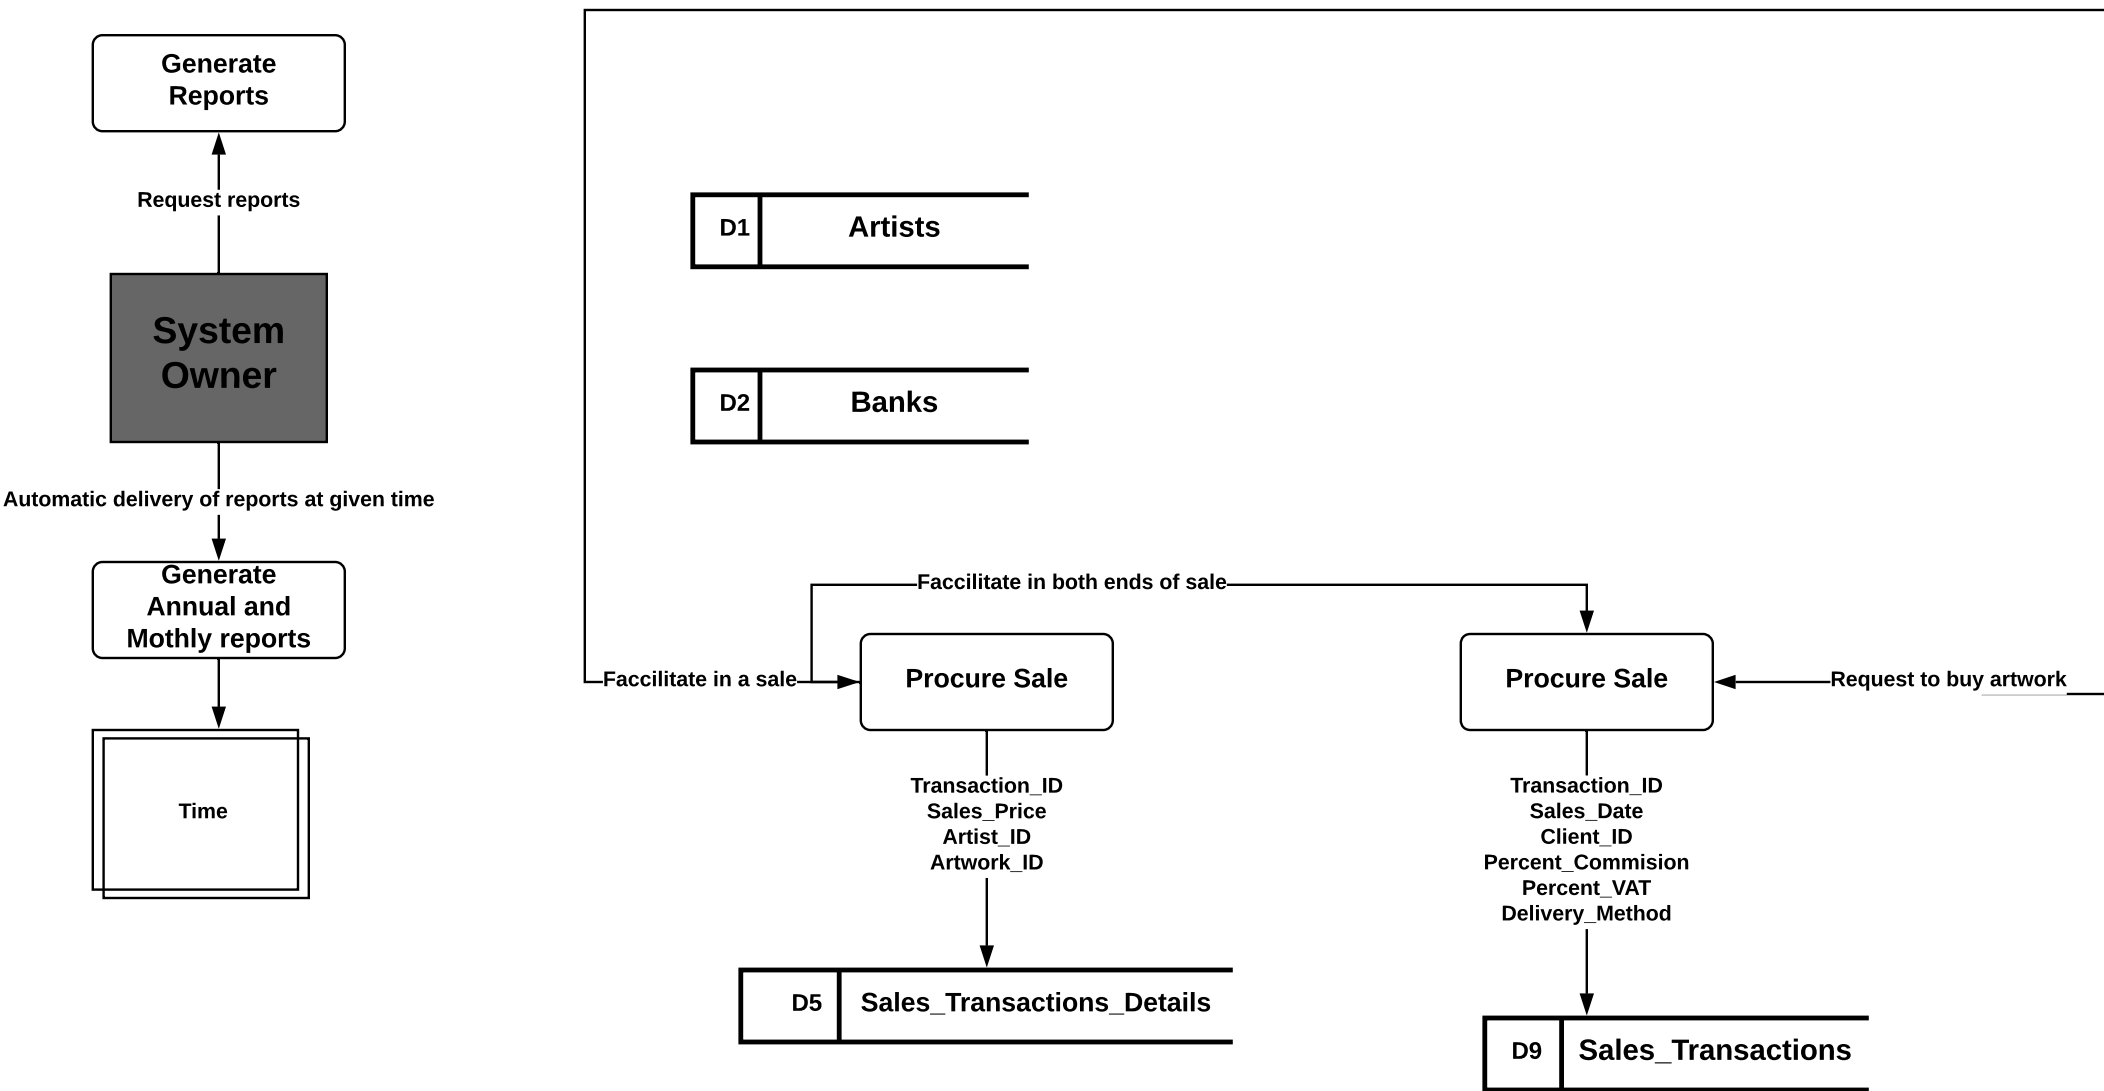 Generate
Reports
Request reports
System
Owner
Automatic delivery of reports at given time
Generate
Annual and
Mothly reports
Time
D1
Artists
D2
Banks
Faccilitate in both ends of sale
Faccilitate in a sale
Procure Sale
Procure Sale
Request to buy artwork
Transaction_ID
Sales_Price
Artist_ID
Artwork_ID
Transaction_ID
Sales_Date
Client_ID
Percent_Commision
Percent_VAT
Delivery_Method
D5
Sales_Transactions_Details
D9
Sales_Transactions